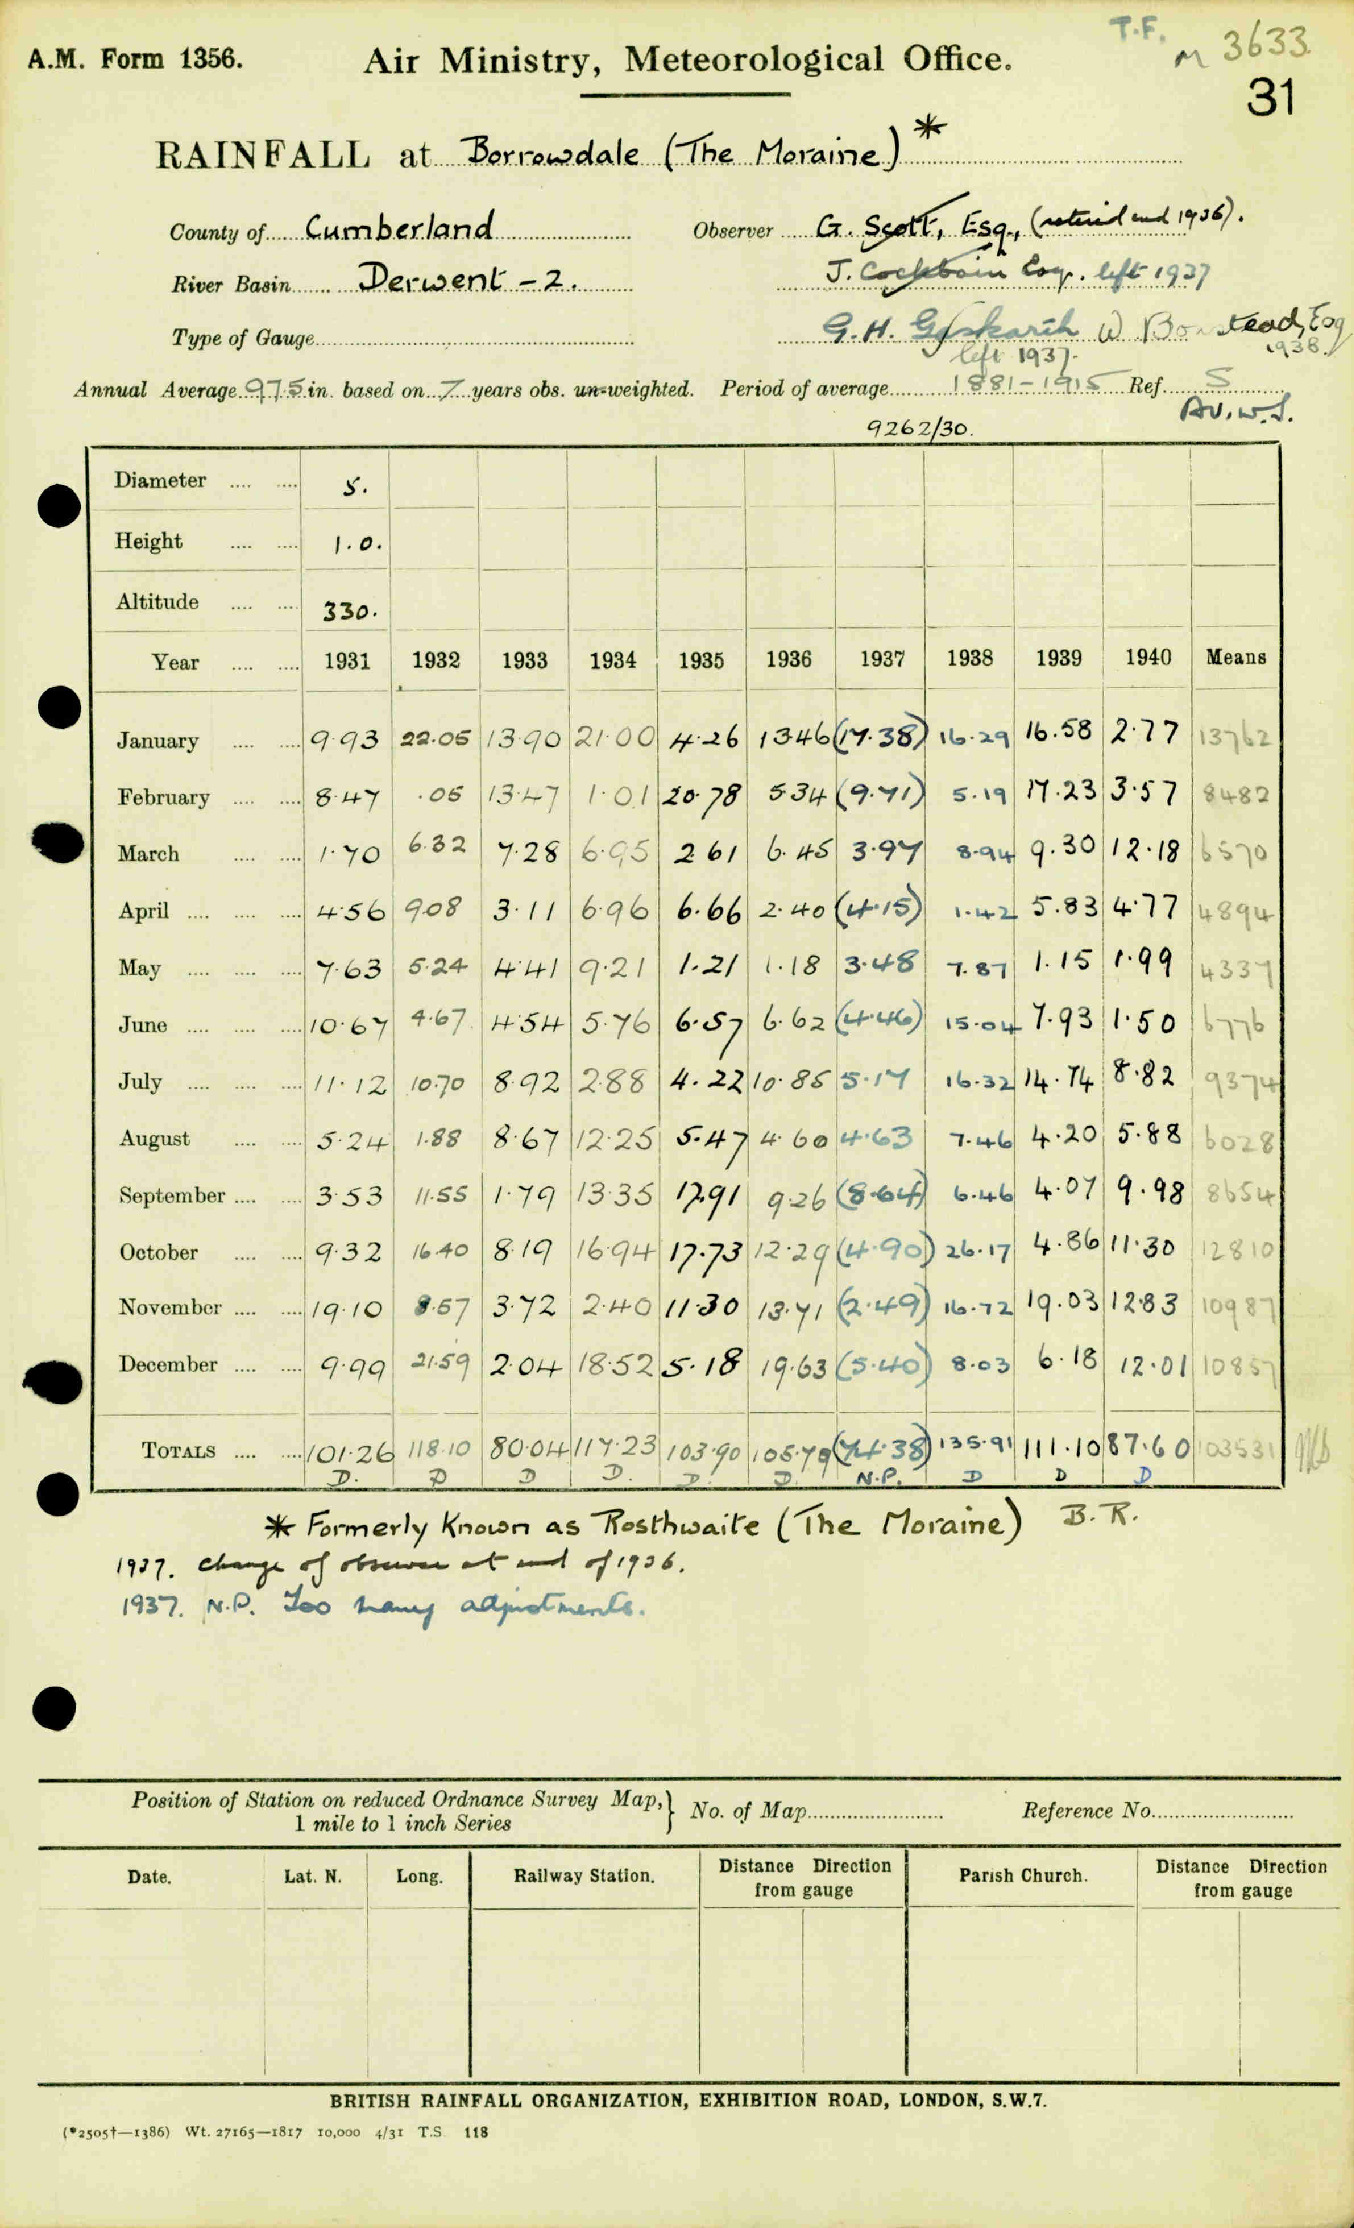 T.F. M 3633
A.M. Form 1356. Air Ministry, Meteorological Office.
31
RAINFALL at Borrowdale (The Moraine) *
County of Cumberland Observer G. Scott, Esq., (retired end 1936).
River Basin Derwent - 2. J. Cockbain Esq. left 1937
Type of Gauge G.H. Gaskarth W Bowstead, Esq
left 1937. 1938.
Annual Average 97.5 in. based on 7 years obs. un-weighted. Period of average 1881-1915 Ref. S
Av. w.S.
9262/30.
Diameter 5.
Height 1.0.
Altitude 330.
Year 1931 1932 1933 1934 1935 1936 1937 1938 1939 1940 Means
January 9.93 22.05 13.90 21.00 4.26 13.46 (17.38) 16.29 16.58 2.77 13762
February 8.47 .05 13.47 1.01 20.78 5.34 (9.71) 5.19 17.23 3.57 8482
March 1.70 6.32 7.28 6.95 2.61 6.45 3.97 8.94 9.30 12.18 6570
April 4.56 9.08 3.11 6.96 6.66 2.40 (4.15) 1.42 5.83 4.77 4894
May 7.63 5.24 4.41 9.21 1.21 1.18 3.48 7.87 1.15 1.99 4337
June 10.67 4.67 4.54 5.76 6.57 6.62 (4.46) 15.04 7.93 1.50 6776
July 11.12 10.70 8.92 2.88 4.22 10.85 5.17 16.32 14.74 8.82 9374
August 5.24 1.88 8.67 12.25 5.47 4.60 4.63 7.46 4.20 5.88 6028
September 3.53 11.55 1.79 13.35 17.91 9.26 (8.64) 6.46 4.07 9.98 8654
October 9.32 16.40 8.19 16.94 17.73 12.29 (4.90) 26.17 4.86 11.30 12810
November 19.10 8.57 3.72 2.40 11.30 13.71 (2.49) 16.72 19.03 12.83 10987
December 9.99 21.59 2.04 18.52 5.18 19.63 (5.40) 8.03 6.18 12.01 10857
TOTALS 101.26 118.10 80.04 117.23 103.90 105.79 (74.38) 135.91 111.10 87.60 103531
D. D D D. D. D. N.P. D D D
* Formerly Known as Rosthwaite (The Moraine) B.R.
1937. Change of observer at end of 1936.
1937. N.P. Too many adjustments.
Position of Station on reduced Ordnance Survey Map, } No. of Map Reference No.
1 mile to 1 inch Series
Date. Lat. N. Long. Railway Station. Distance Direction from gauge Parish Church. Distance Direction from gauge
BRITISH RAINFALL ORGANIZATION, EXHIBITION ROAD, LONDON, S.W.7.
(*2505†—1386) Wt. 27165—1817 10,000 4/31 T.S. 118